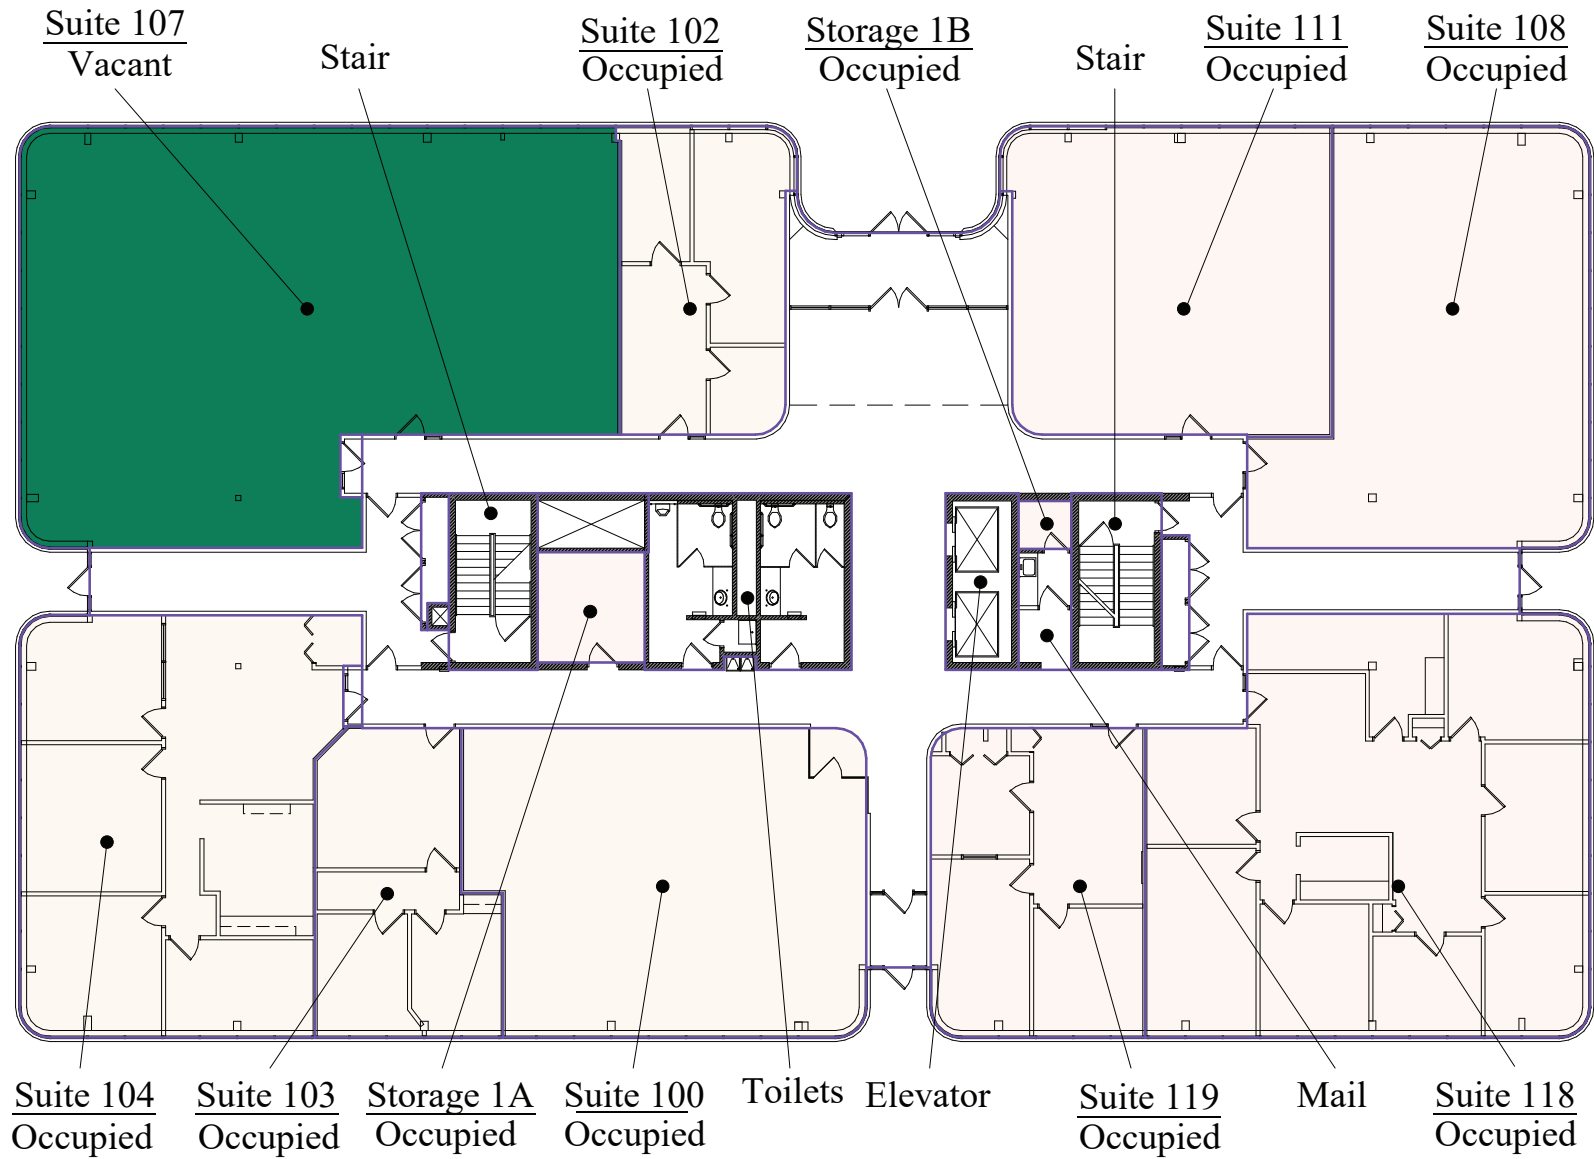 Suite 107
Vacant
Stair
Suite 102
Occupied
Storage 1B
Occupied
Stair
Suite 111
Occupied
Suite 108
Occupied
Suite 104
Occupied
Suite 103
Occupied
Storage 1A
Occupied
Suite 100
Occupied
Toilets
Elevator
Suite 119
Occupied
Mail
Suite 118
Occupied